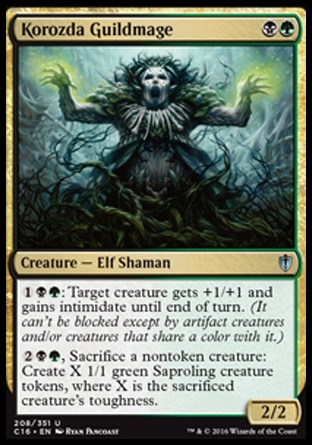 Korozda Guildmage
Creature — Elf Shaman
1: Target creature gets +1/+1 and
gains intimidate until end of turn. (It
can't be blocked except by artifact creatures
and/or creatures that share a color with it.)
2, Sacrifice a nontoken creature:
Create X 1/1 green Saproling creature
tokens, where X is the sacrificed
creature's toughness.
2/2
208/351 U
C16 • EN Ryan Pancoast
™ & © 2016 Wizards of the Coast